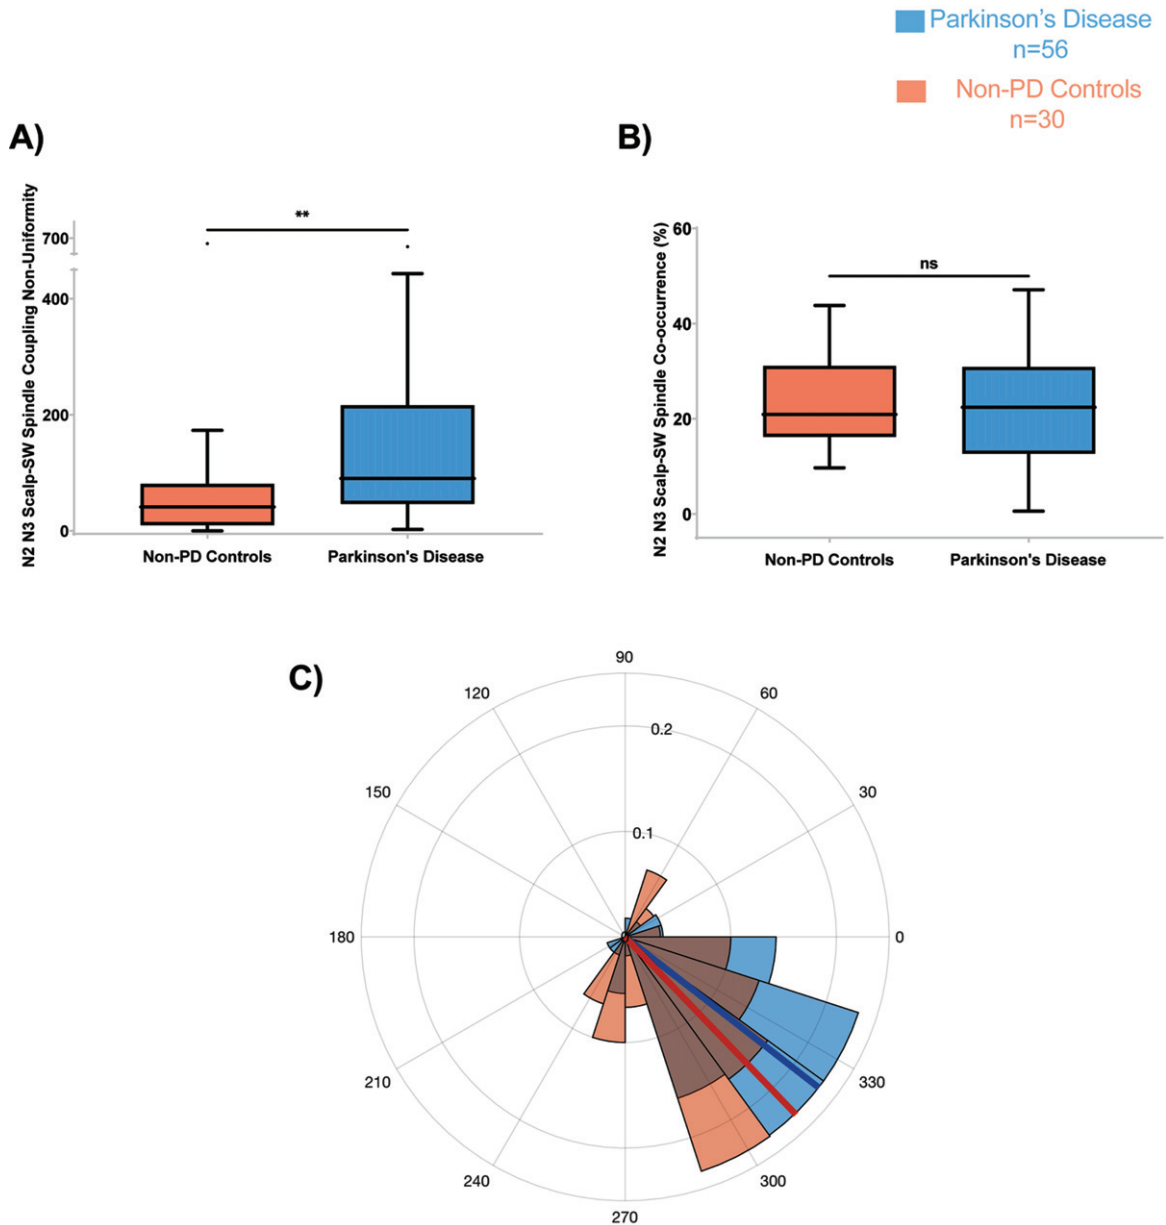 Parkinson's Disease
n=56
Non-PD Controls
n=30
A)
N2 N3 Scalp-SW Spindle Coupling Non-Uniformity
700
400
200
0
**
Non-PD Controls
Parkinson's Disease
B)
N2 N3 Scalp-SW Spindle Co-occurrence (%)
60
40
20
0
ns
Non-PD Controls
Parkinson's Disease
C)
90
120
60
0.2
150
30
0.1
180
0
210
330
240
300
270